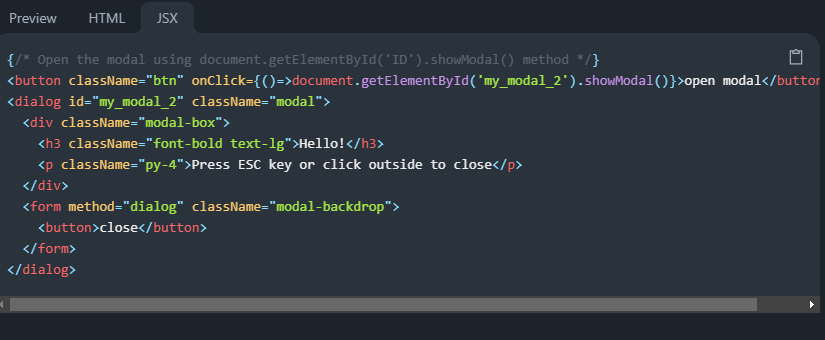 Preview HTML JSX
{/* Open the modal using document.getElementById('ID').showModal() method */}
<button className="btn" onClick={()=>document.getElementById('my_modal_2').showModal()}>open modal</button
<dialog id="my_modal_2" className="modal">
  <div className="modal-box">
    <h3 className="font-bold text-lg">Hello!</h3>
    <p className="py-4">Press ESC key or click outside to close</p>
  </div>
  <form method="dialog" className="modal-backdrop">
    <button>close</button>
  </form>
</dialog>